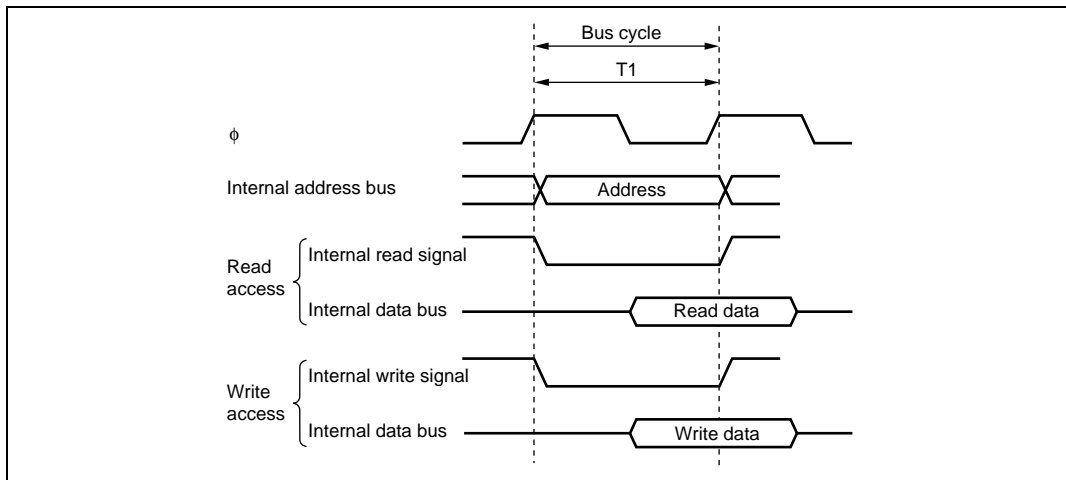 Bus cycle
T1
ϕ
Internal address bus
Address
Read
access
Internal read signal
Internal data bus
Read data
Write
access
Internal write signal
Internal data bus
Write data